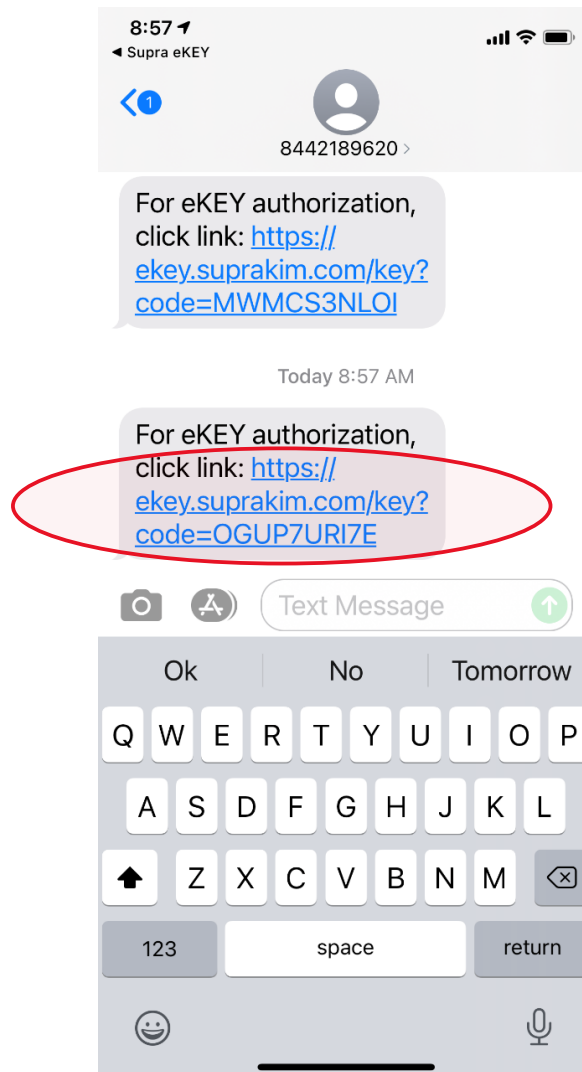 8:57
Supra eKEY
1
8442189620
For eKEY authorization,
click link: https://
ekey.suprakim.com/key?
code=MWMCS3NLOI
Today 8:57 AM
For eKEY authorization,
click link: https://
ekey.suprakim.com/key?
code=OGUP7URI7E
Text Message
Ok No Tomorrow
Q W E R T Y U I O P
A S D F G H J K L
Z X C V B N M
123 space return